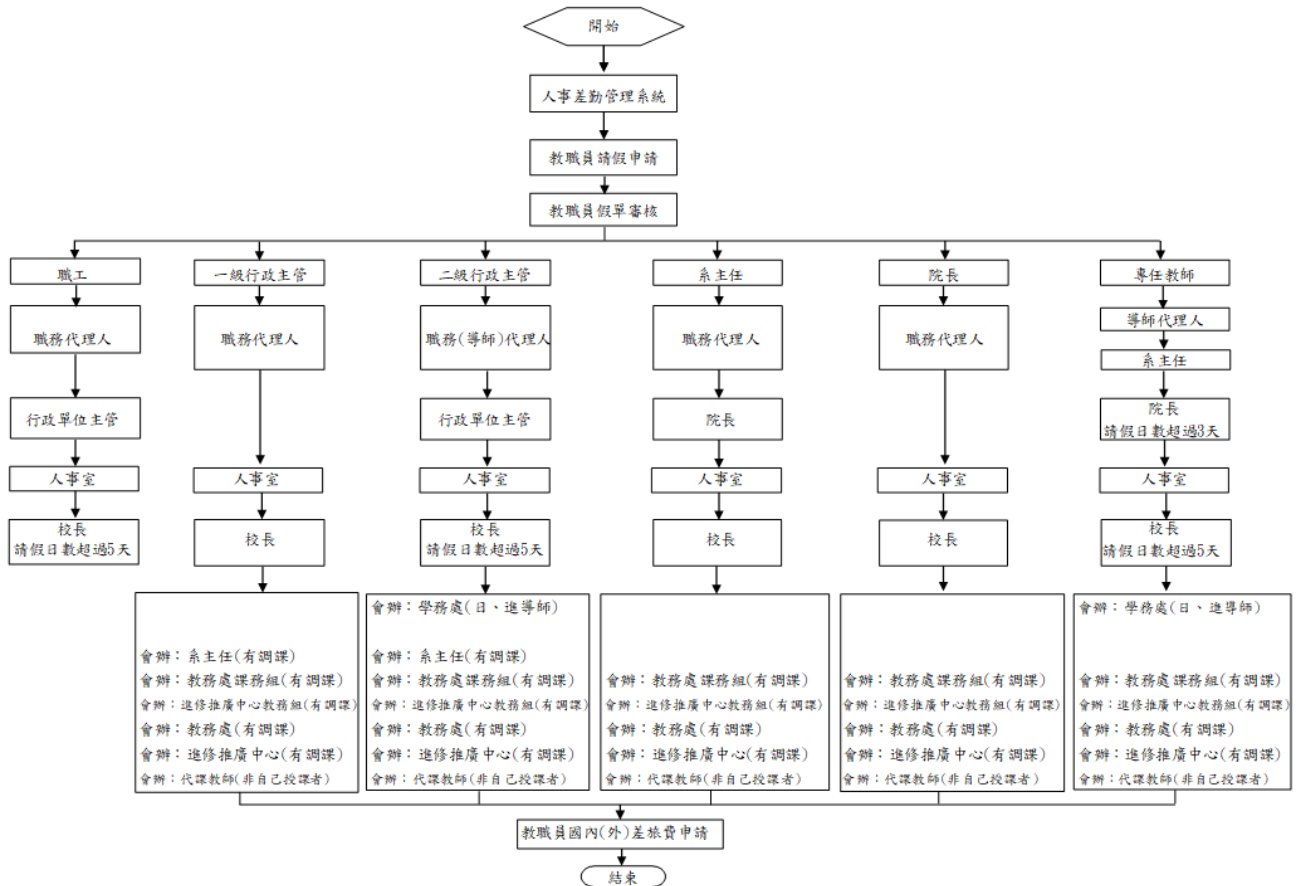 開始
人事差勤管理系統
教職員請假申請
教職員假單審核
職工
一級行政主管
二級行政主管
系主任
院長
專任教師
職務代理人
職務代理人
職務(導師)代理人
職務代理人
職務代理人
導師代理人
系主任
行政單位主管
行政單位主管
院長
院長
請假日數超過3天
人事室
人事室
人事室
人事室
人事室
人事室
校長
請假日數超過5天
校長
校長
請假日數超過5天
校長
校長
校長
請假日數超過5天
會辦：系主任(有調課)
會辦：教務處課務組(有調課)
會辦：進修推廣中心教務組(有調課)
會辦：教務處(有調課)
會辦：進修推廣中心(有調課)
會辦：代課教師(非自己授課者)
會辦：學務處(日、進導師)
會辦：系主任(有調課)
會辦：教務處課務組(有調課)
會辦：進修推廣中心教務組(有調課)
會辦：教務處(有調課)
會辦：進修推廣中心(有調課)
會辦：代課教師(非自己授課者)
會辦：教務處課務組(有調課)
會辦：進修推廣中心教務組(有調課)
會辦：教務處(有調課)
會辦：進修推廣中心(有調課)
會辦：代課教師(非自己授課者)
會辦：教務處課務組(有調課)
會辦：進修推廣中心教務組(有調課)
會辦：教務處(有調課)
會辦：進修推廣中心(有調課)
會辦：代課教師(非自己授課者)
會辦：學務處(日、進導師)
會辦：教務處課務組(有調課)
會辦：進修推廣中心教務組(有調課)
會辦：教務處(有調課)
會辦：進修推廣中心(有調課)
會辦：代課教師(非自己授課者)
教職員國內(外)差旅費申請
結束